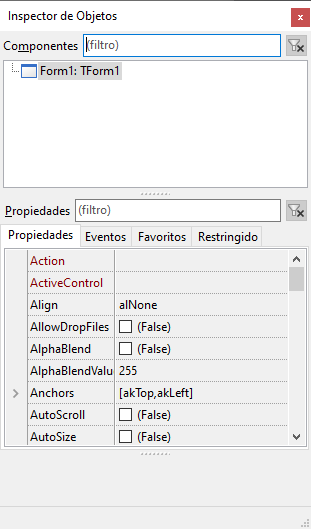 Inspector de Objetos
x
Componentes (filtro)
Form1: TForm1
Propiedades (filtro)
Propiedades Eventos Favoritos Restringido
Action
ActiveControl
Align alNone
AllowDropFiles (False)
AlphaBlend (False)
AlphaBlendValu 255
Anchors [akTop,akLeft]
AutoScroll (False)
AutoSize (False)